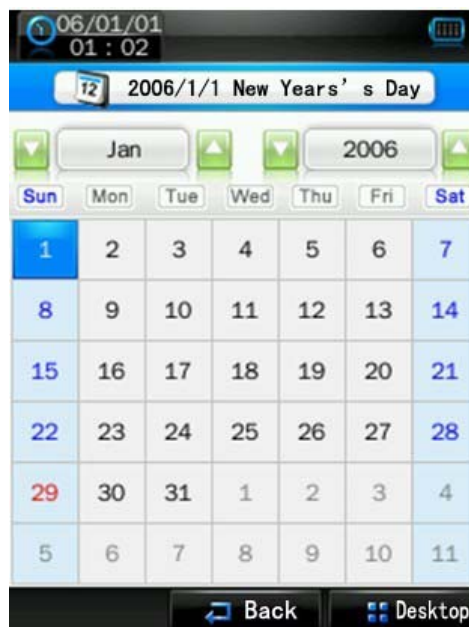 06/01/01
01:02
12 2006/1/1 New Years’s Day
Jan 2006
Sun Mon Tue Wed Thu Fri Sat
1 2 3 4 5 6 7
8 9 10 11 12 13 14
15 16 17 18 19 20 21
22 23 24 25 26 27 28
29 30 31 1 2 3 4
5 6 7 8 9 10 11
Back Desktop